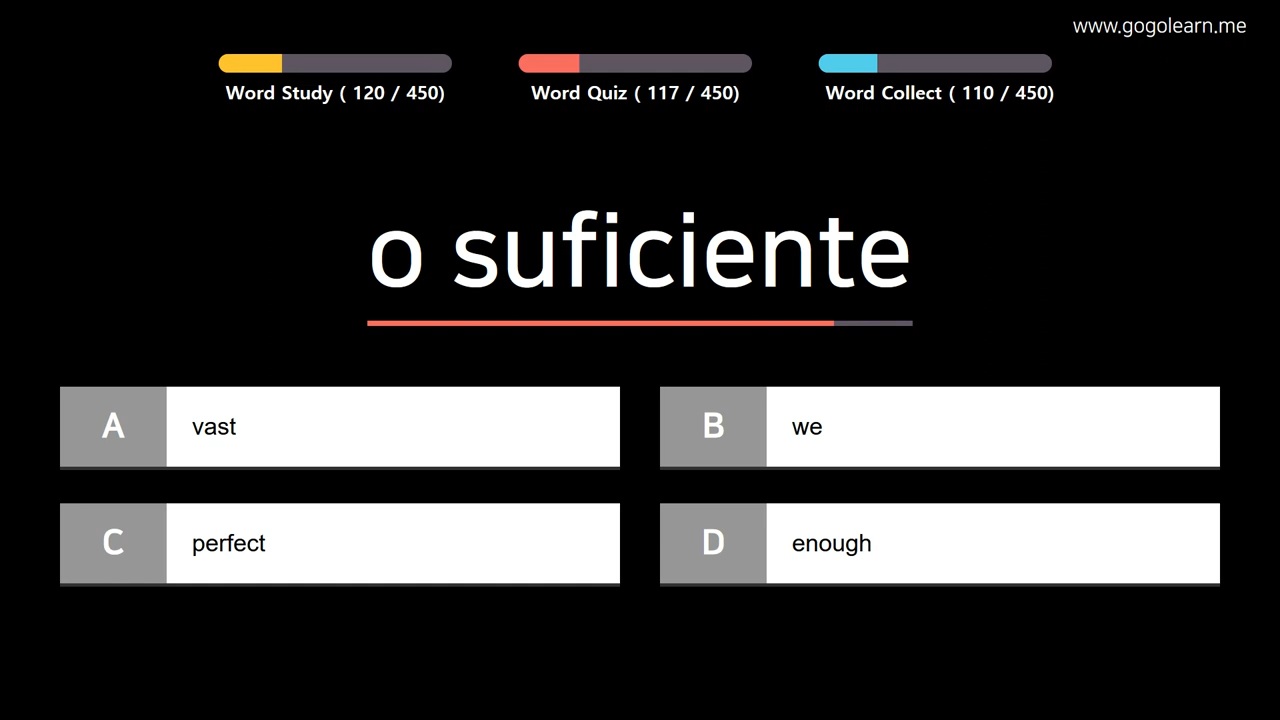 www.gogolearn.me
Word Study ( 120 / 450)
Word Quiz ( 117 / 450)
Word Collect ( 110 / 450)
o suficiente
A vast
B we
C perfect
D enough